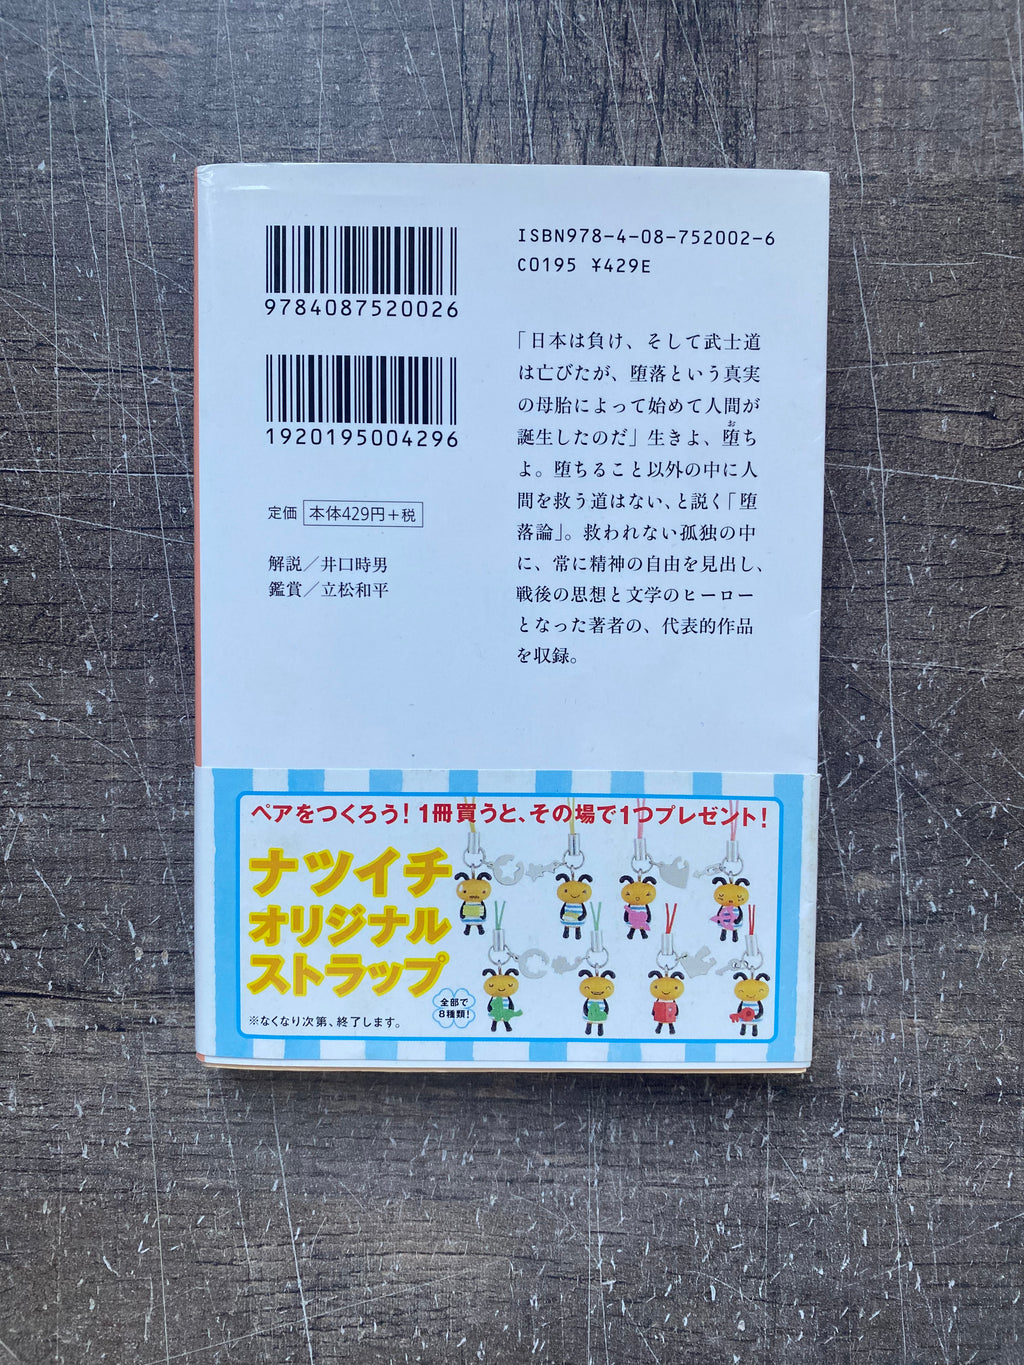 9784087520026
1920195004296
定価 本体429円+税
解説/井口時男
鑑賞/立松和平
ISBN978-4-08-752002-6
C0195 ¥429E
「日本は負け、そして武士道
は亡びたが、堕落という真実
の母胎によって始めて人間が
誕生したのだ」生きよ、堕ち
お
よ。堕ちること以外の中に人
間を救う道はない、と説く「堕
落論」。救われない孤独の中
に、常に精神の自由を見出し、
戦後の思想と文学のヒーロー
となった著者の、代表的作品
を収録。
ペアをつくろう!1冊買うと、その場で1つプレゼント!
ナツイチ
オリジナル
ストラップ
全部で
8種類!
※なくなり次第、終了します。